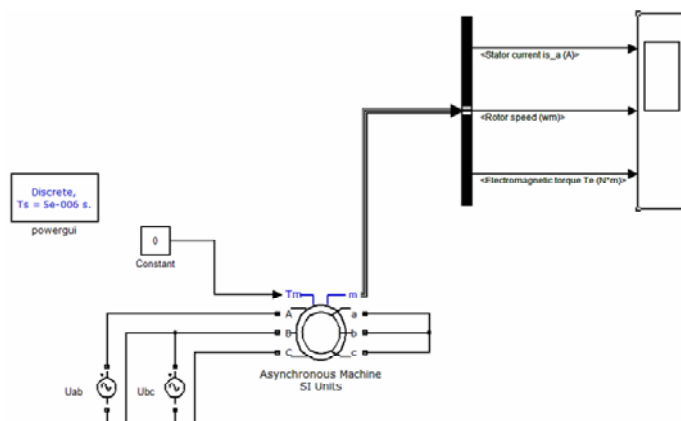 <Stator current is_a (A)>
<Rotor speed (wm)>
<Electromagnetic torque Te (N*m)>
Discrete,
Ts = 5e-006 s.
powergui
0
Constant
Tm
m
A
a
B
b
C
c
Asynchronous Machine
SI Units
Uab
Ubc